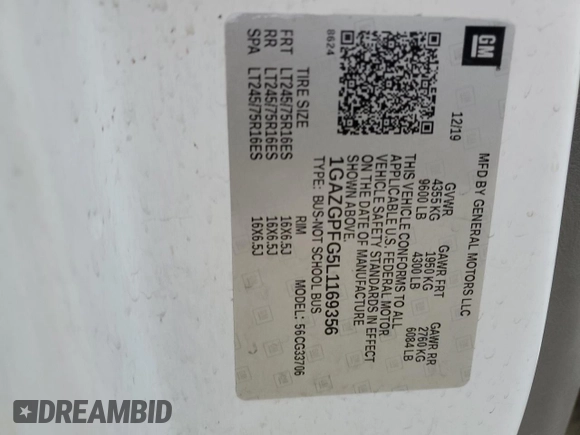 GM
MFD BY GENERAL MOTORS LLC
12/19 GVWR GAWR FRT GAWR RR
4355 KG 1950 KG 2760 KG
9600 LB 4300 LB 6084 LB
THIS VEHICLE CONFORMS TO ALL
APPLICABLE U.S. FEDERAL MOTOR
VEHICLE SAFETY STANDARDS IN EFFECT
ON THE DATE OF MANUFACTURE
SHOWN ABOVE.
1GAZGPFG5L1169356
TYPE: BUS-NOT SCHOOL BUS
MODEL: 56CG33706
8624
TIRE SIZE RIM
FRT LT245/75R16ES 16X6.5J
RR LT245/75R16ES 16X6.5J
SPA LT245/75R16ES 16X6.5J
DREAMBID